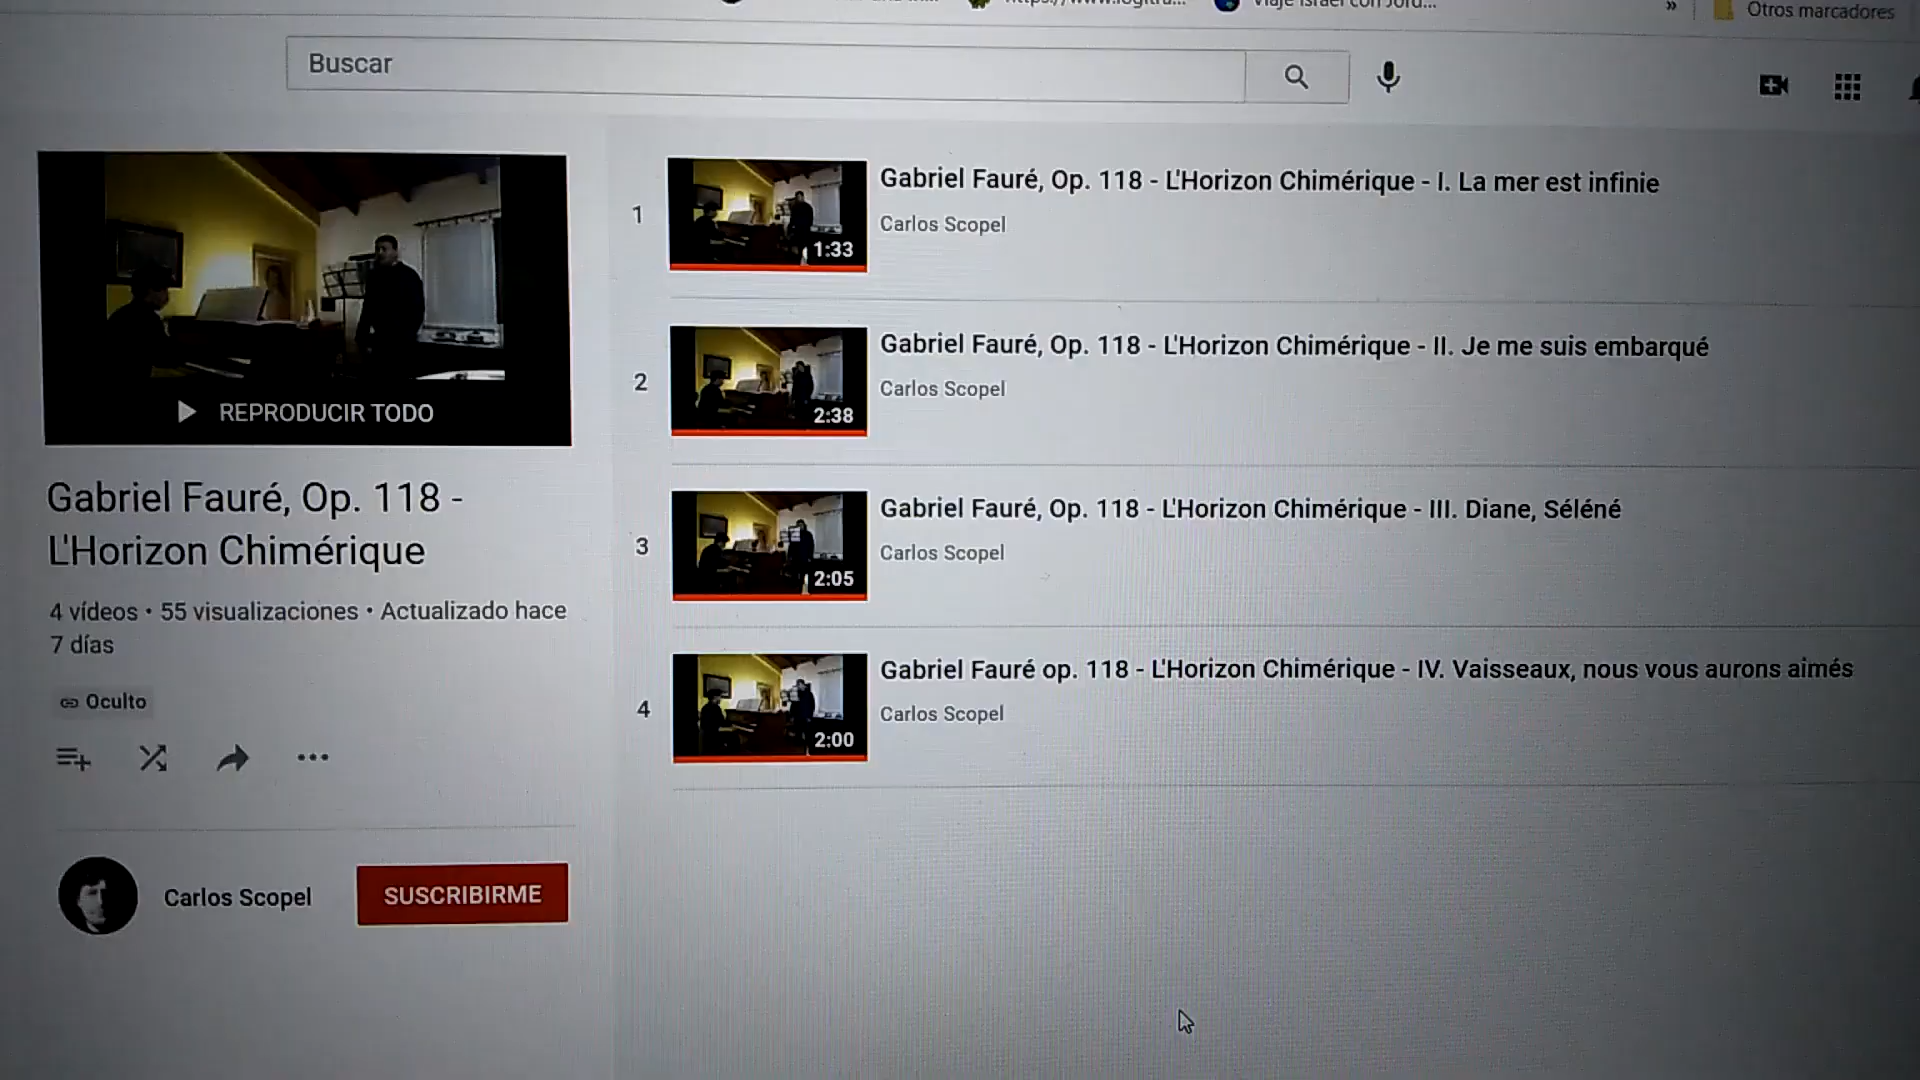 Otros marcadores
Buscar
REPRODUCIR TODO
Gabriel Fauré, Op. 118 -
L'Horizon Chimérique
4 vídeos • 55 visualizaciones • Actualizado hace
7 días
Oculto
Carlos Scopel
SUSCRIBIRME
1
Gabriel Fauré, Op. 118 - L'Horizon Chimérique - I. La mer est infinie
Carlos Scopel
1:33
2
Gabriel Fauré, Op. 118 - L'Horizon Chimérique - II. Je me suis embarqué
Carlos Scopel
2:38
3
Gabriel Fauré, Op. 118 - L'Horizon Chimérique - III. Diane, Séléné
Carlos Scopel
2:05
4
Gabriel Fauré op. 118 - L'Horizon Chimérique - IV. Vaisseaux, nous vous aurons aimés
Carlos Scopel
2:00